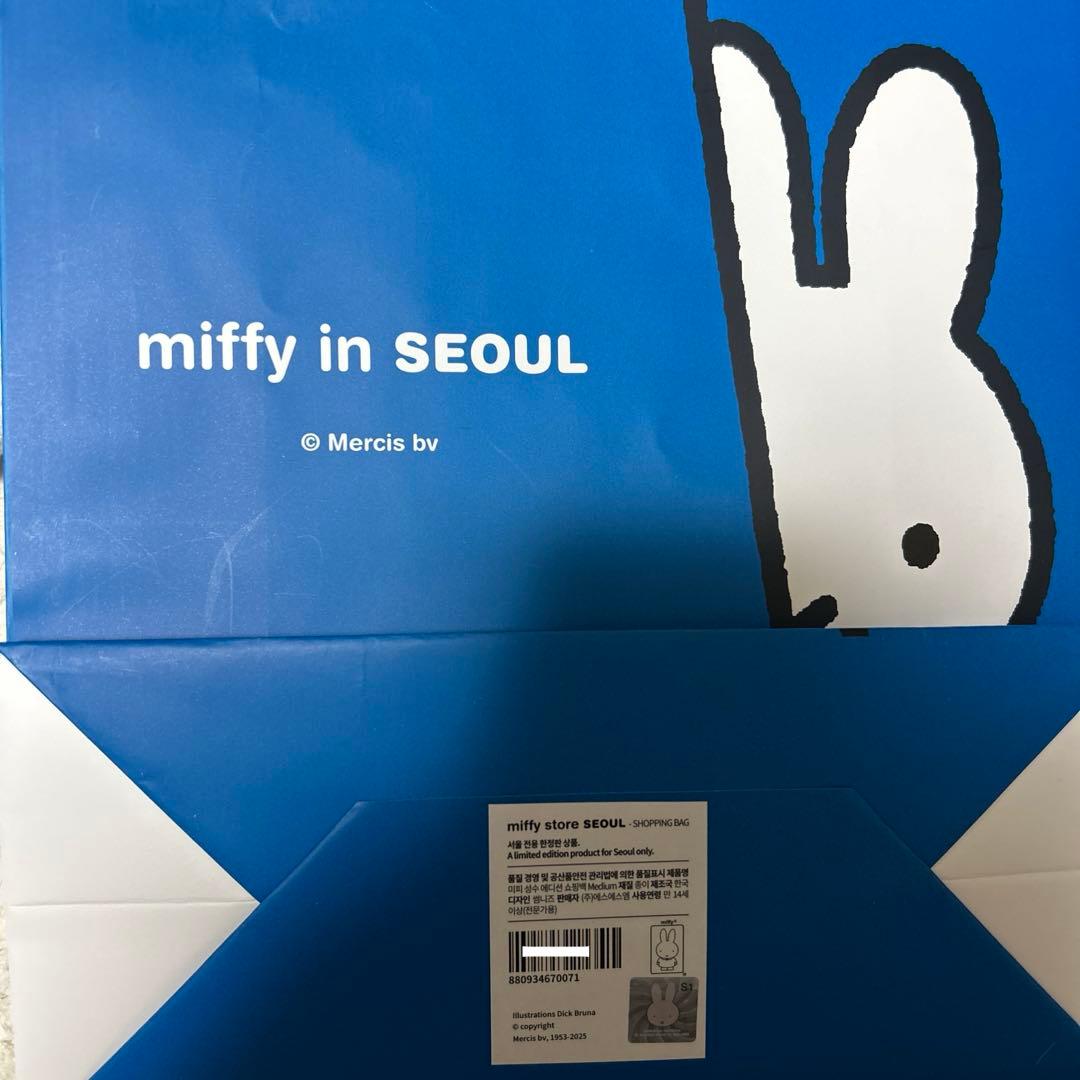 miffy in SEOUL
© Mercis bv
miffy store SEOUL - SHOPPING BAG
서울 전용 한정판 상품.
A limited edition product for Seoul only.
품질 경영 및 공산품안전 관리법에 의한 품질표시 제품명
미피 성수 에디션 쇼핑백 Medium 재질 종이 제조국 한국
디자인 썸니즈 판매자 (주)에스에스엠 사용연령 만 14세
이상(전문가용)
miffy®
880934670071
S1
Illustrations Dick Bruna
© copyright
Mercis bv, 1953-2025